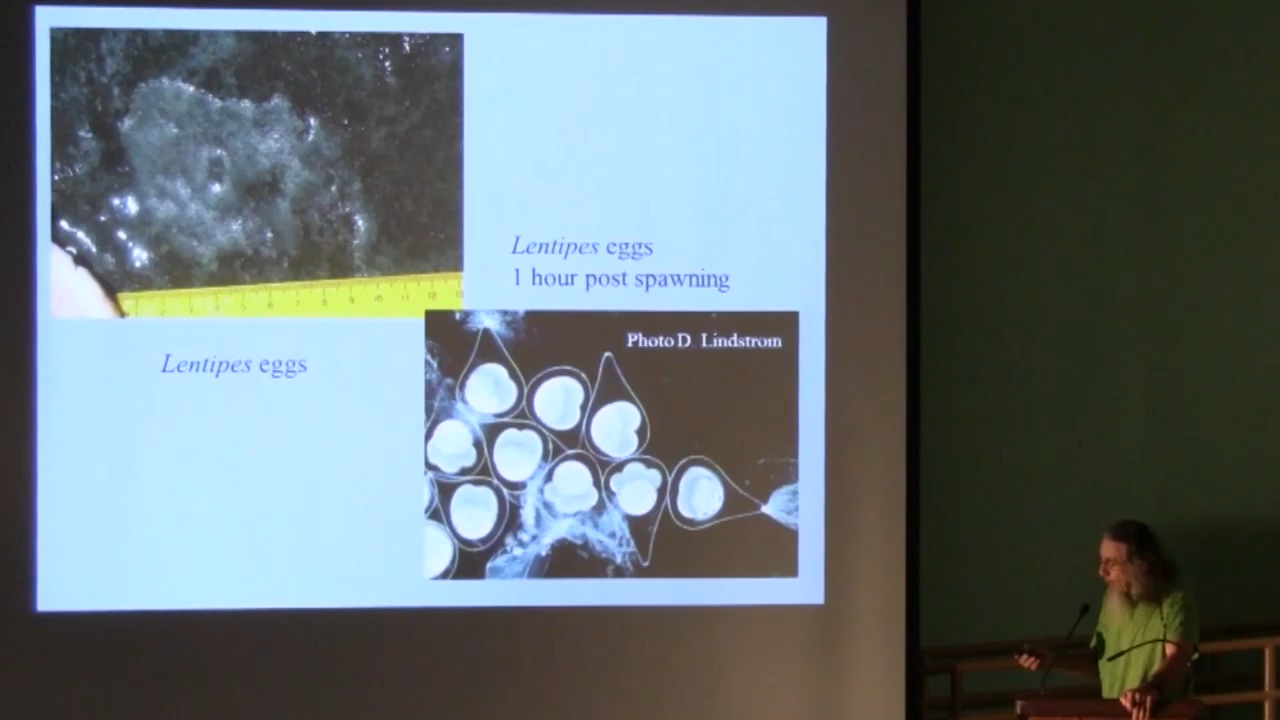 Lentipes eggs
1 hour post spawning
Photo D. Lindstrom
Lentipes eggs